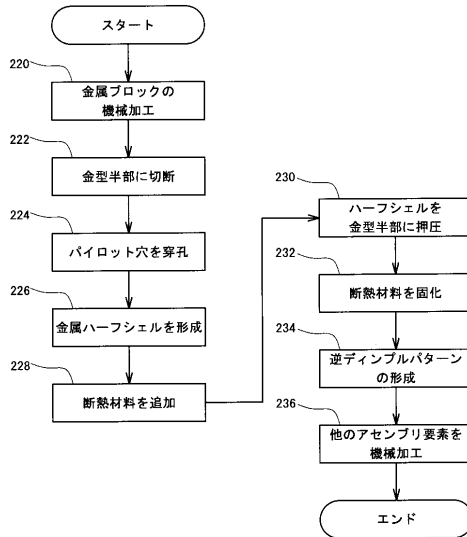 スタート
220
金属ブロックの
機械加工
222
金型半部に切断
224
パイロット穴を穿孔
226
金属ハーフシェルを形成
228
断熱材料を追加
230
ハーフシェルを
金型半部に押圧
232
断熱材料を固化
234
逆ディンプルパターン
の形成
236
他のアセンブリ要素を
機械加工
エンド